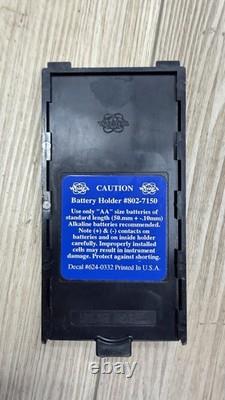 CAUTION
Battery Holder #802-7150
Use only "AA" size batteries of
standard length (50.mm + -.10mm)
Alkaline batteries recommended.
Note (+) & (-) contacts on
batteries and on inside holder
carefully. Improperly installed
cells may result in instrument
damage. Protect against shorting.
Decal #624-0332 Printed In U.S.A.
ebay